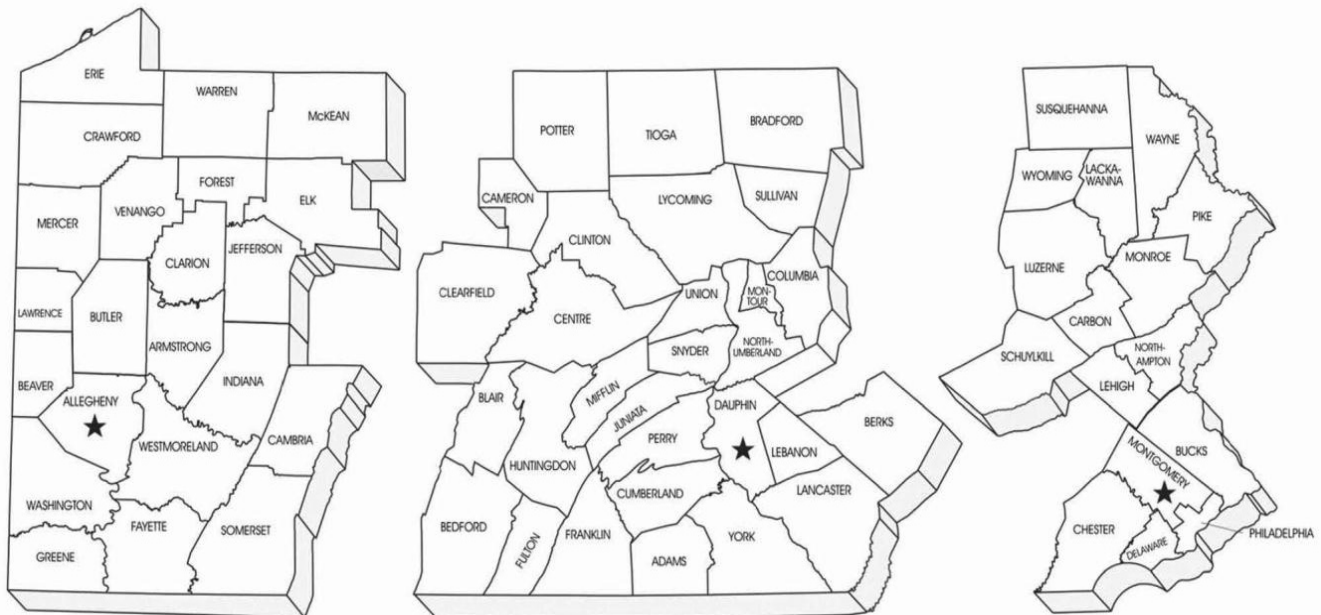 ERIE
WARREN
McKEAN
CRAWFORD
FOREST
ELK
VENANGO
MERCER
JEFFERSON
CLARION
LAWRENCE
BUTLER
ARMSTRONG
BEAVER
INDIANA
ALLEGHENY
CAMBRIA
WESTMORELAND
WASHINGTON
FAYETTE
SOMERSET
GREENE
POTTER
TIOGA
BRADFORD
CAMERON
LYCOMING
SULLIVAN
CLINTON
COLUMBIA
CLEARFIELD
UNION
MON-
TOUR
CENTRE
SNYDER
NORTH-
UMBERLAND
MIFFLIN
BLAIR
JUNIATA
DAUPHIN
BERKS
PERRY
LEBANON
HUNTINGDON
CUMBERLAND
LANCASTER
BEDFORD
FULTON
FRANKLIN
YORK
ADAMS
SUSQUEHANNA
WAYNE
WYOMING
LACKA-
WANNA
PIKE
LUZERNE
MONROE
CARBON
SCHUYLKILL
NORTH-
AMPTON
LEHIGH
MONTGOMERY
BUCKS
CHESTER
DELAWARE
PHILADELPHIA